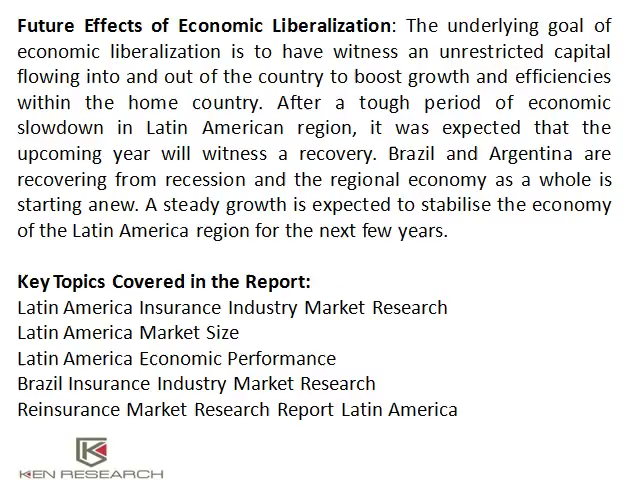 Future Effects of Economic Liberalization: The underlying goal of
economic liberalization is to have witness an unrestricted capital
flowing into and out of the country to boost growth and efficiencies
within the home country. After a tough period of economic
slowdown in Latin American region, it was expected that the
upcoming year will witness a recovery. Brazil and Argentina are
recovering from recession and the regional economy as a whole is
starting anew. A steady growth is expected to stabilise the economy
of the Latin America region for the next few years.
Key Topics Covered in the Report:
Latin America Insurance Industry Market Research
Latin America Market Size
Latin America Economic Performance
Brazil Insurance Industry Market Research
Reinsurance Market Research Report Latin America
KEN RESEARCH